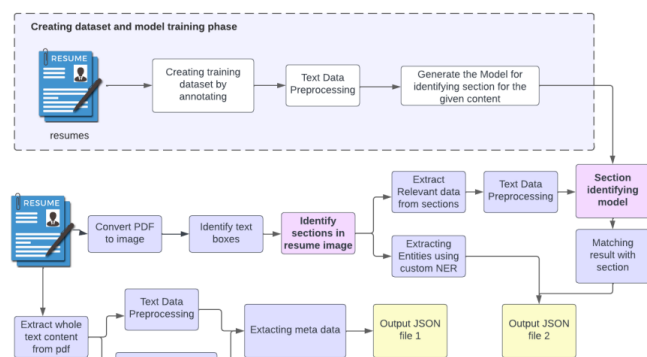 Creating dataset and model training phase
RESUME
resumes
Creating training
dataset by
annotating
Text Data
Preprocessing
Generate the Model for
identifying section for the
given content
RESUME
Convert PDF
to image
Identify text
boxes
Identify
sections in
resume image
Extract
Relevant data
from sections
Text Data
Preprocessing
Section
identifying
model
Extracting
Entities using
custom NER
Matching
result with
section
Extract whole
text content
from pdf
Text Data
Preprocessing
Extacting meta data
Output JSON
file 1
Output JSON
file 2